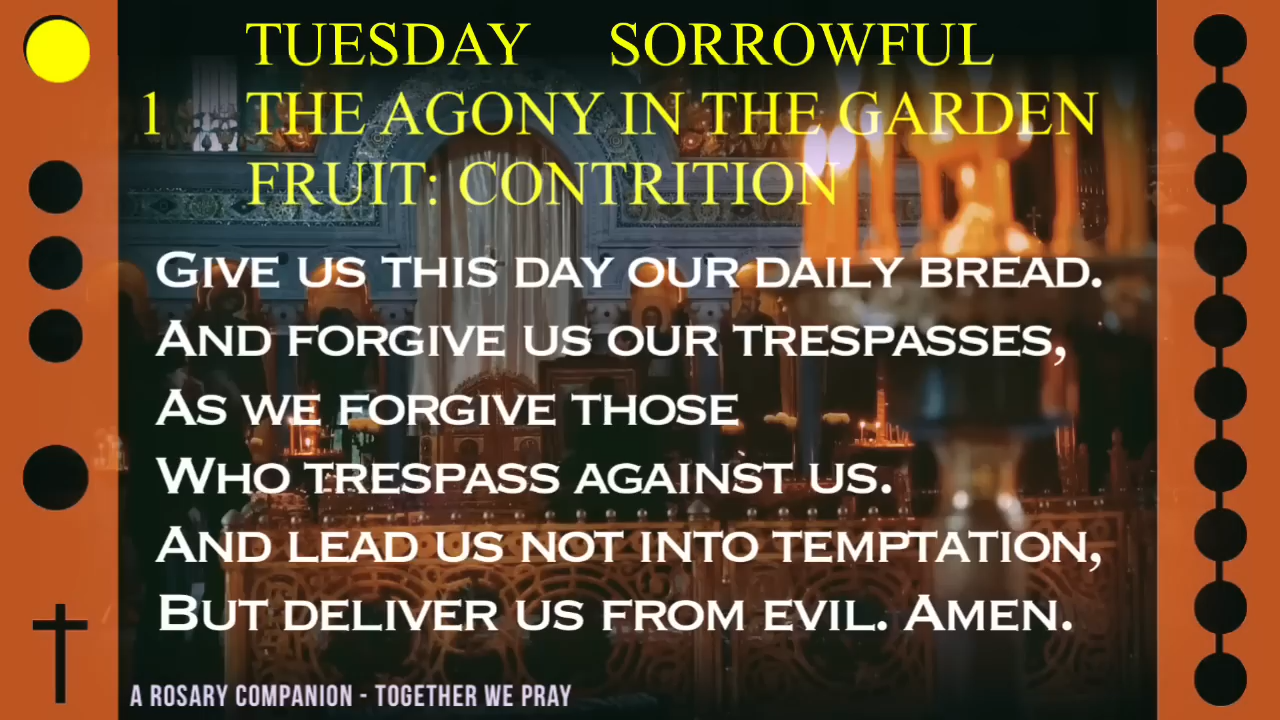 TUESDAY SORROWFUL
1 THE AGONY IN THE GARDEN
FRUIT: CONTRITION
GIVE US THIS DAY OUR DAILY BREAD.
AND FORGIVE US OUR TRESPASSES,
AS WE FORGIVE THOSE
WHO TRESPASS AGAINST US.
AND LEAD US NOT INTO TEMPTATION,
BUT DELIVER US FROM EVIL. AMEN.
A ROSARY COMPANION - TOGETHER WE PRAY